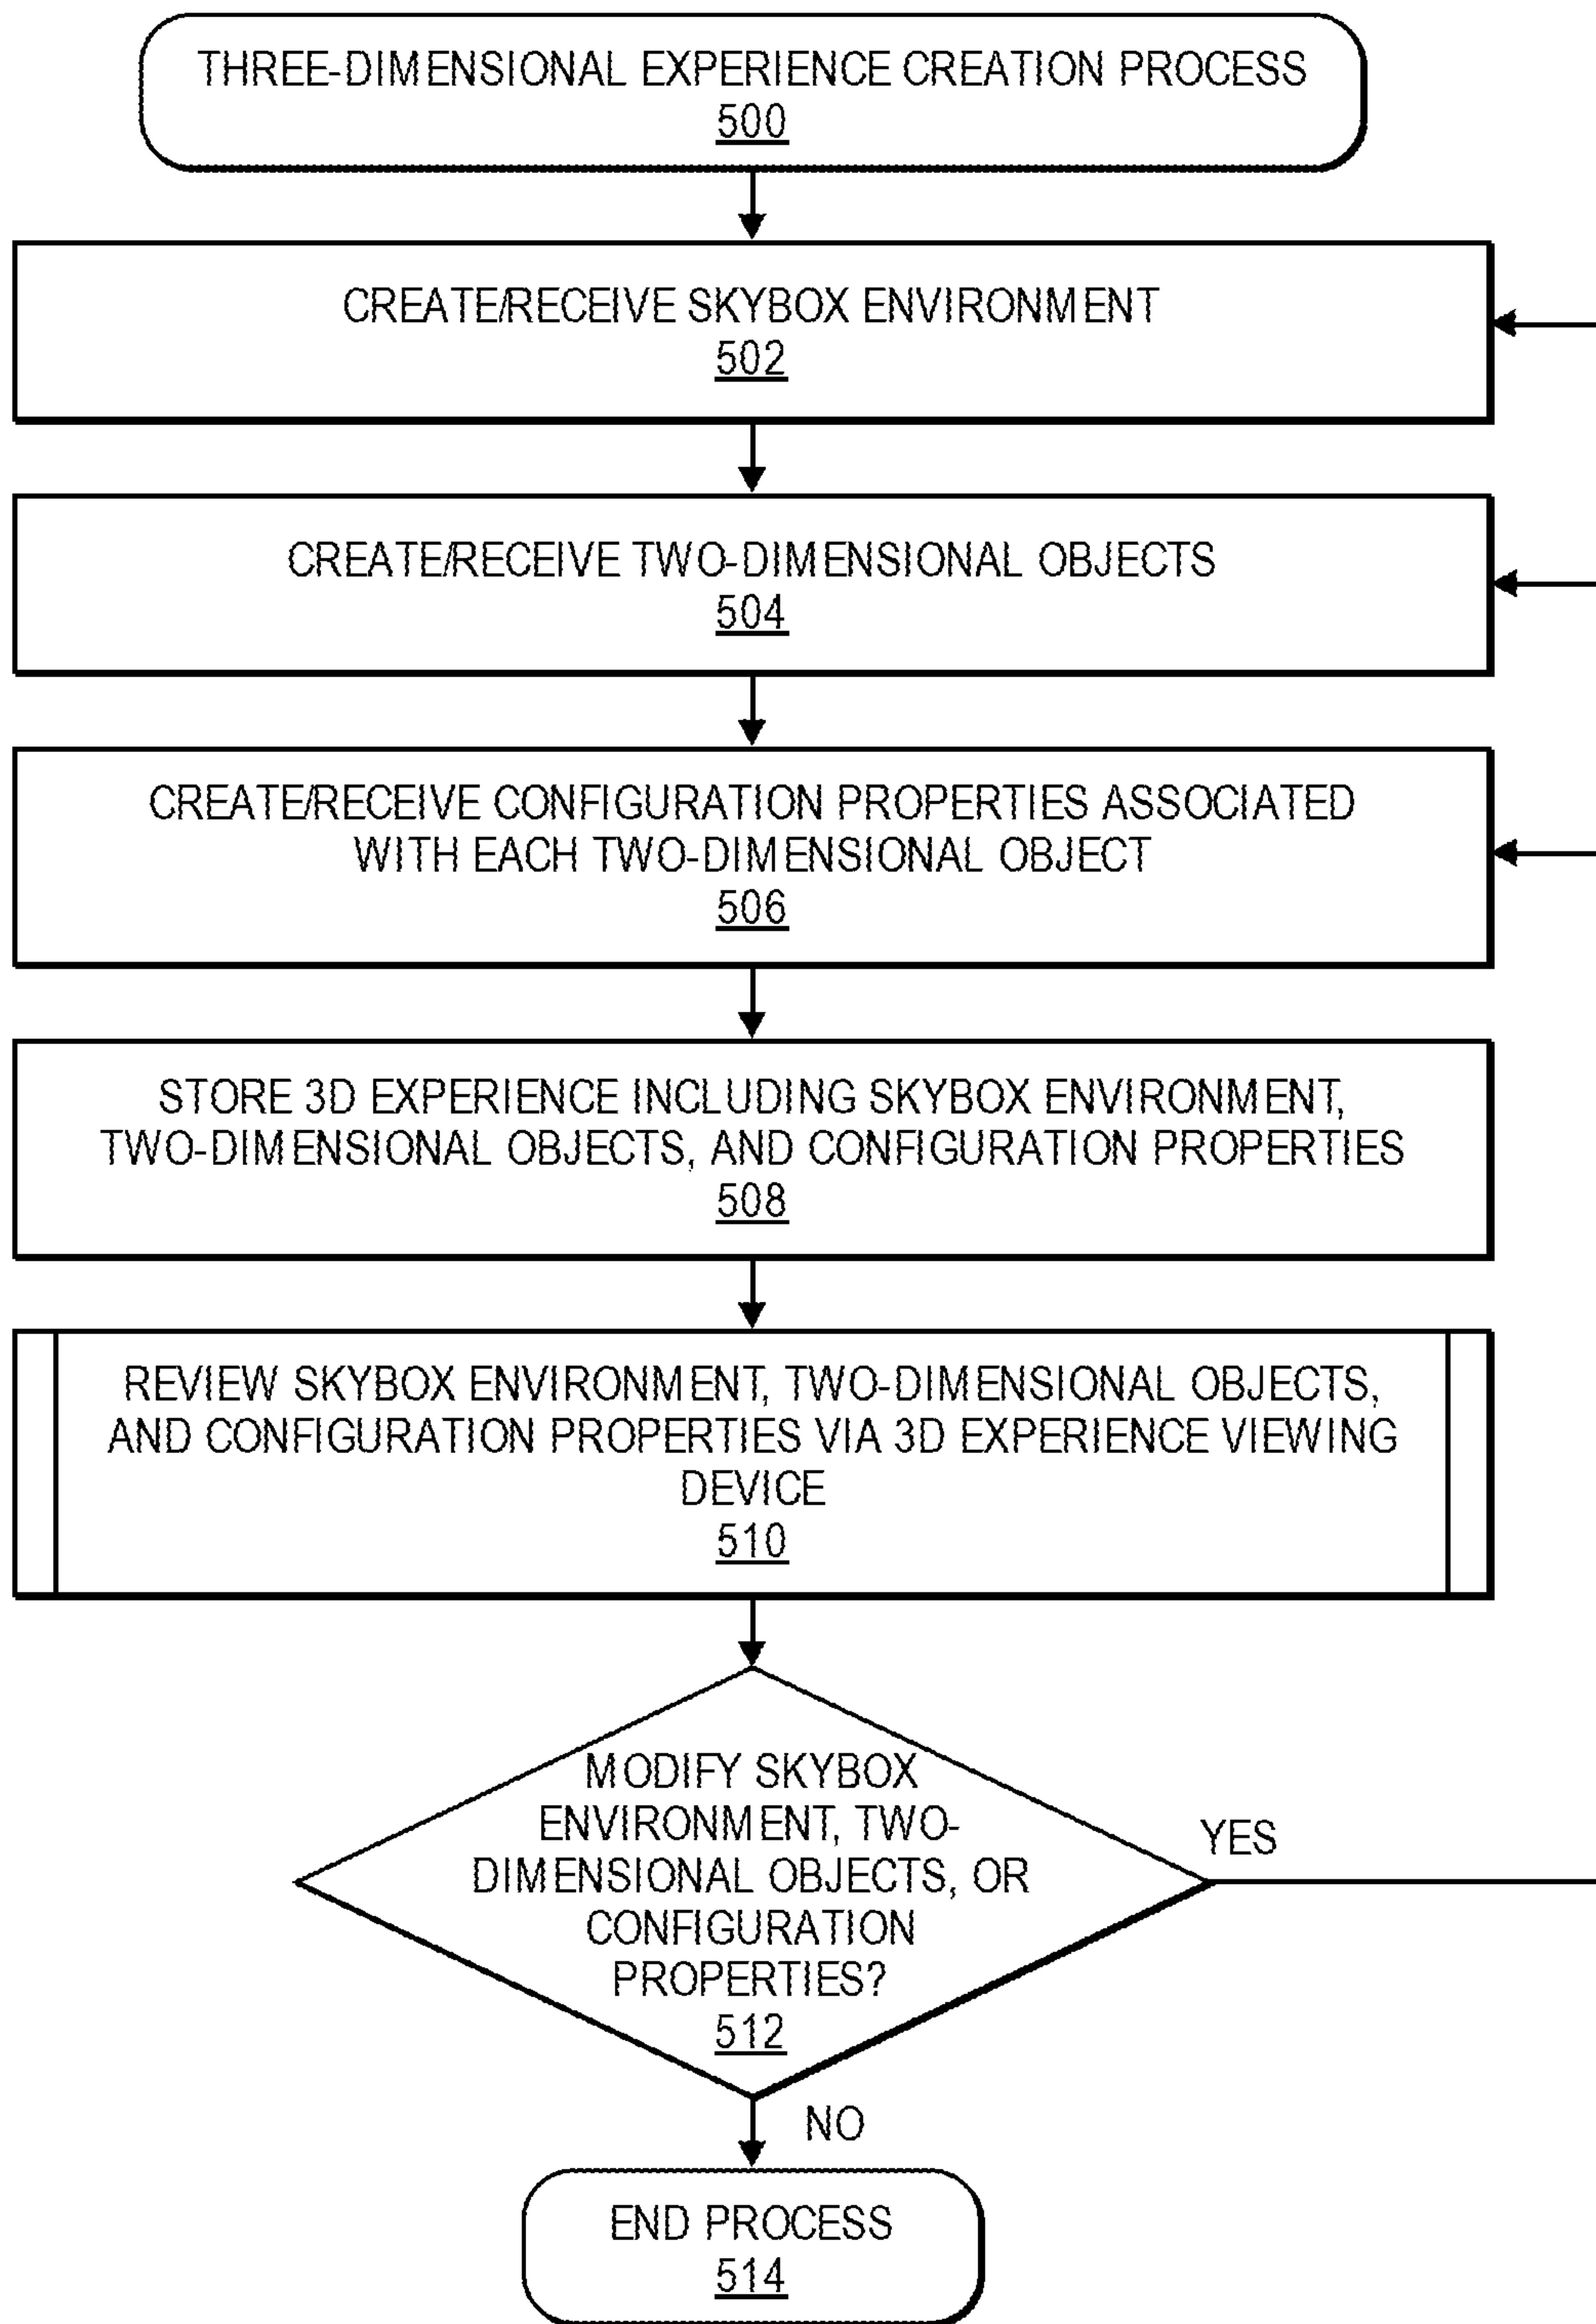 THREE-DIMENSIONAL EXPERIENCE CREATION PROCESS
500
CREATE/RECEIVE SKYBOX ENVIRONMENT
502
CREATE/RECEIVE TWO-DIMENSIONAL OBJECTS
504
CREATE/RECEIVE CONFIGURATION PROPERTIES ASSOCIATED
WITH EACH TWO-DIMENSIONAL OBJECT
506
STORE 3D EXPERIENCE INCLUDING SKYBOX ENVIRONMENT,
TWO-DIMENSIONAL OBJECTS, AND CONFIGURATION PROPERTIES
508
REVIEW SKYBOX ENVIRONMENT, TWO-DIMENSIONAL OBJECTS,
AND CONFIGURATION PROPERTIES VIA 3D EXPERIENCE VIEWING
DEVICE
510
MODIFY SKYBOX
ENVIRONMENT, TWO-
DIMENSIONAL OBJECTS, OR
CONFIGURATION
PROPERTIES?
512
YES
NO
END PROCESS
514